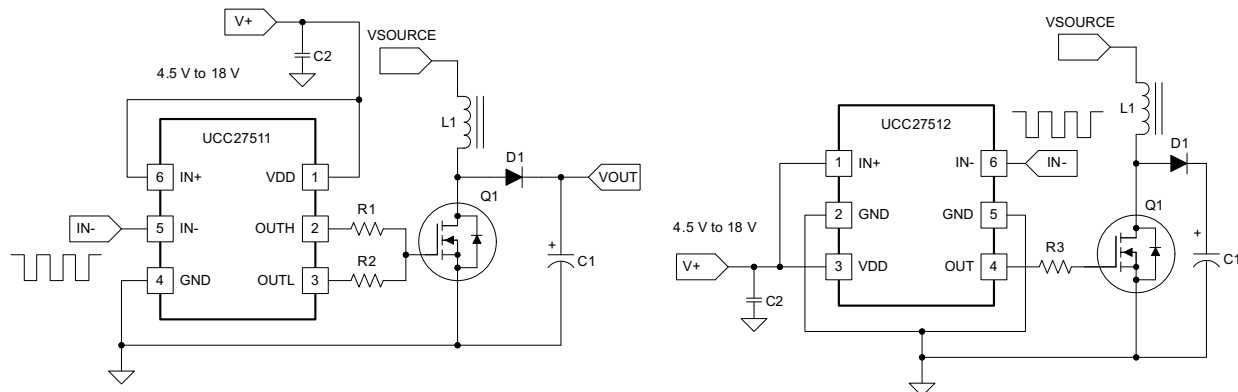 V+
C2
4.5 V to 18 V
VSOURCE
L1
UCC27511
6 IN+ VDD 1
IN- 5 IN- OUTH 2 R1
4 GND OUTL 3 R2
D1
VOUT
Q1
+
C1
VSOURCE
L1
UCC27512
1 IN+ IN- 6 IN-
2 GND GND 5
3 VDD OUT 4 R3
4.5 V to 18 V
V+
C2
D1
Q1
+
C1